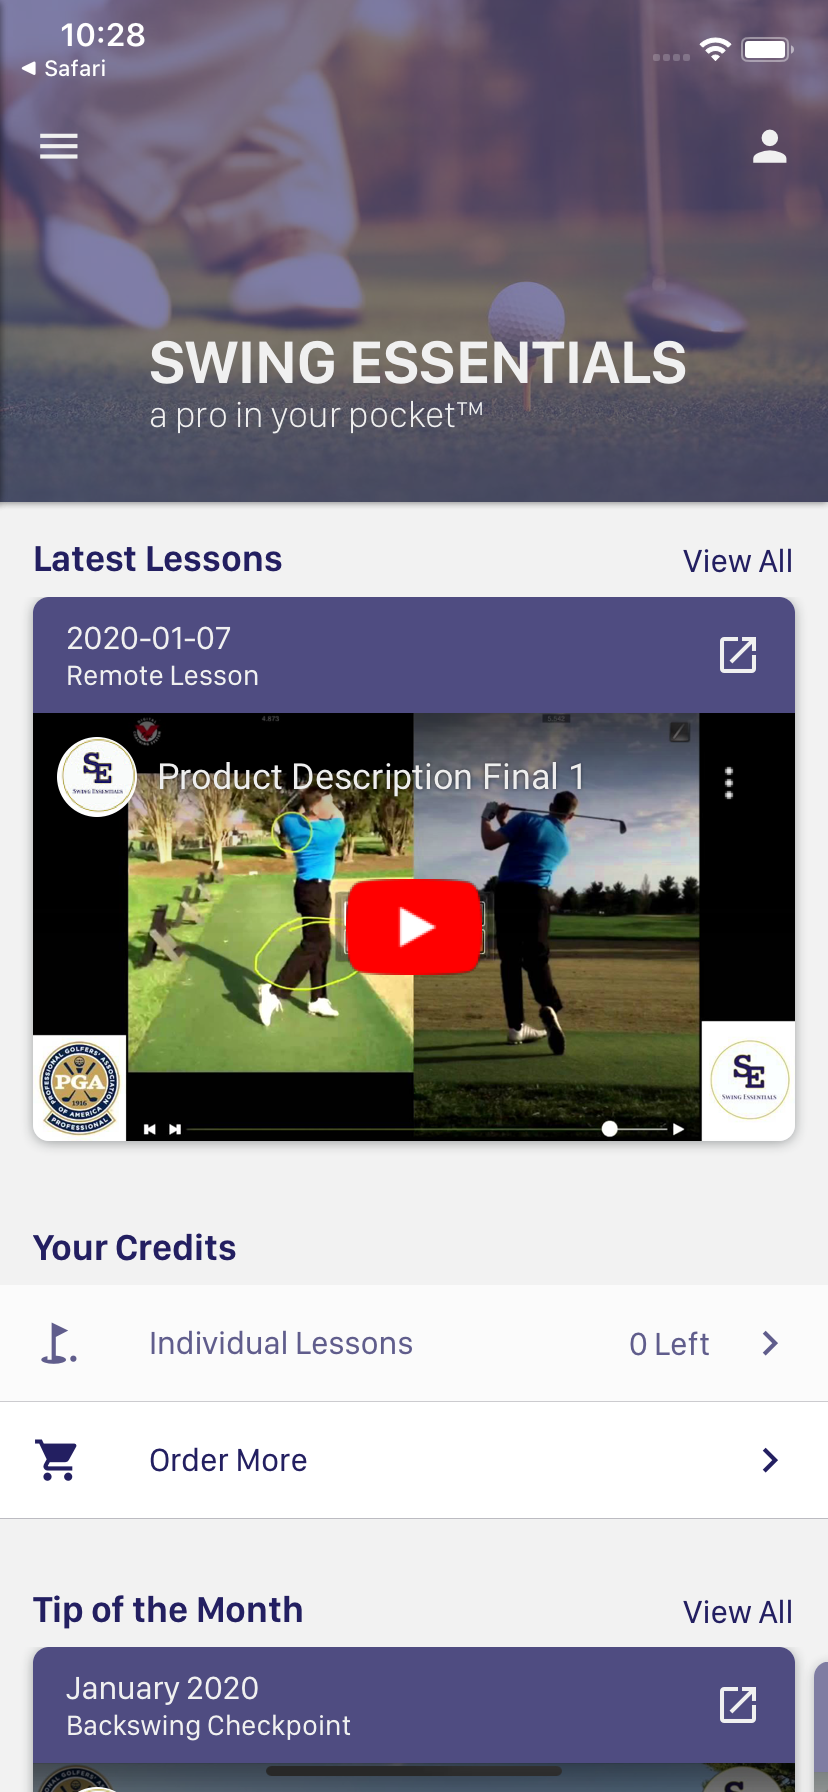 10:28
Safari
SWING ESSENTIALS
a pro in your pocket™
Latest Lessons
View All
2020-01-07
Remote Lesson
4.873
SE
SWING ESSENTIALS
Product Description Final 1
PROFESSIONAL GOLFERS' ASSOCIATION
PGA
1916
OF AMERICA
PROFESSIONAL
SE
SWING ESSENTIALS
Your Credits
Individual Lessons
0 Left
Order More
Tip of the Month
View All
January 2020
Backswing Checkpoint